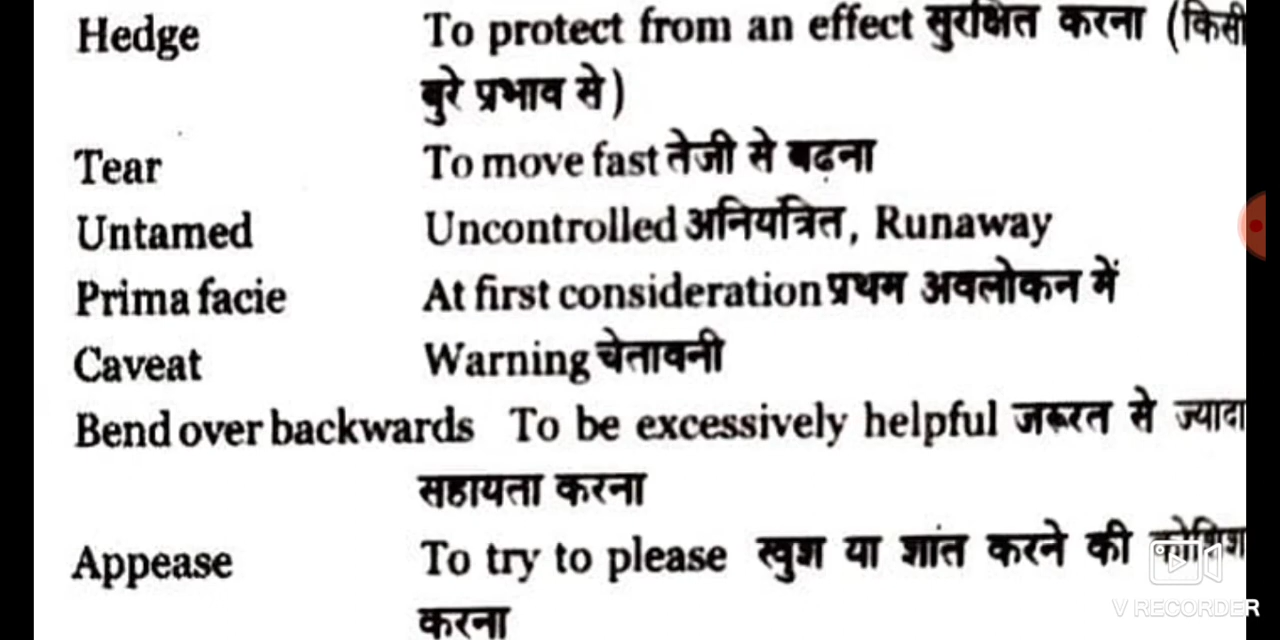 Hedge To protect from an effect सुरक्षित करना (किसी
बुरे प्रभाव से)
Tear To move fast तेजी से बढ़ना
Untamed Uncontrolled अनियंत्रित, Runaway
Prima facie At first consideration प्रथम अवलोकन में
Caveat Warning चेतावनी
Bend over backwards To be excessively helpful जरूरत से ज्यादा
सहायता करना
Appease To try to please खुश या शांत करने की
करना
V RECORDER